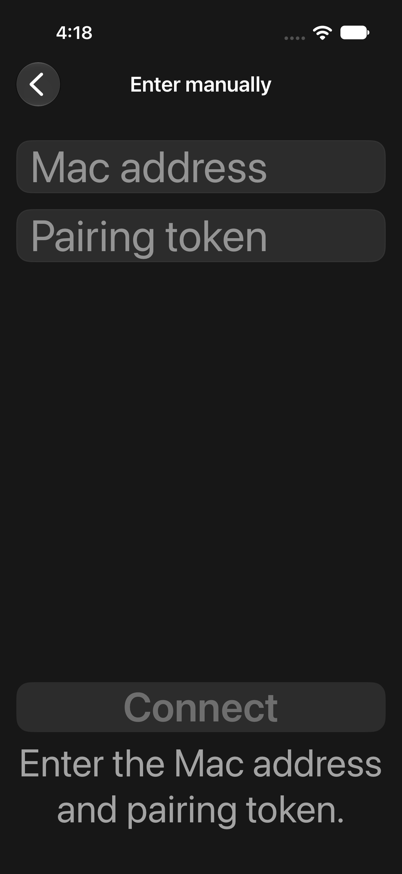 4:18
Enter manually
Mac address
Pairing token
Connect
Enter the Mac address
and pairing token.